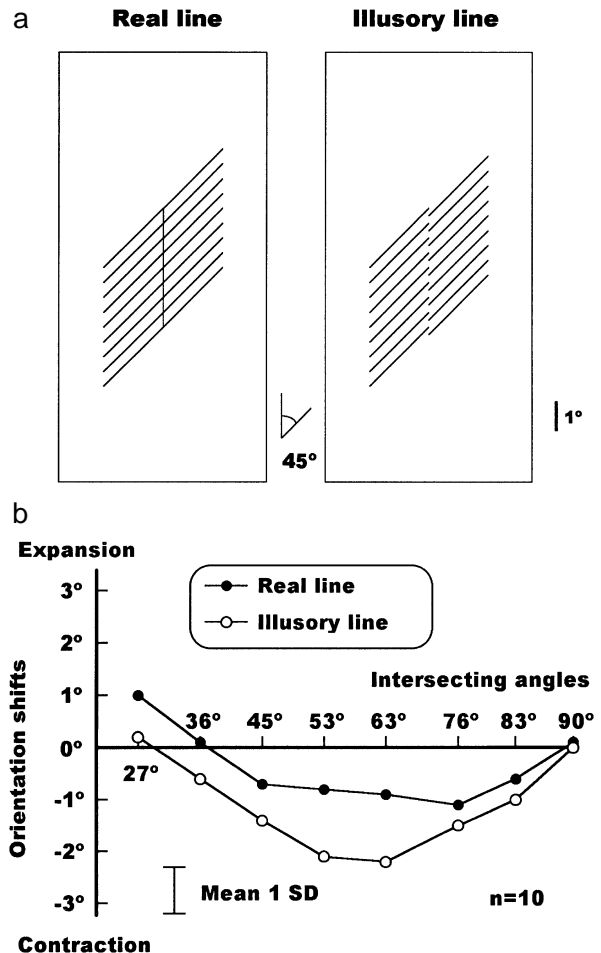 a
Real line
Illusory line
45°
1°
b
Expansion
3°
2°
1°
0°
-1°
-2°
-3°
Contraction
Orientation shifts
Real line
Illusory line
Intersecting angles
27°
36° 45° 53° 63° 76° 83° 90°
Mean 1 SD
n=10